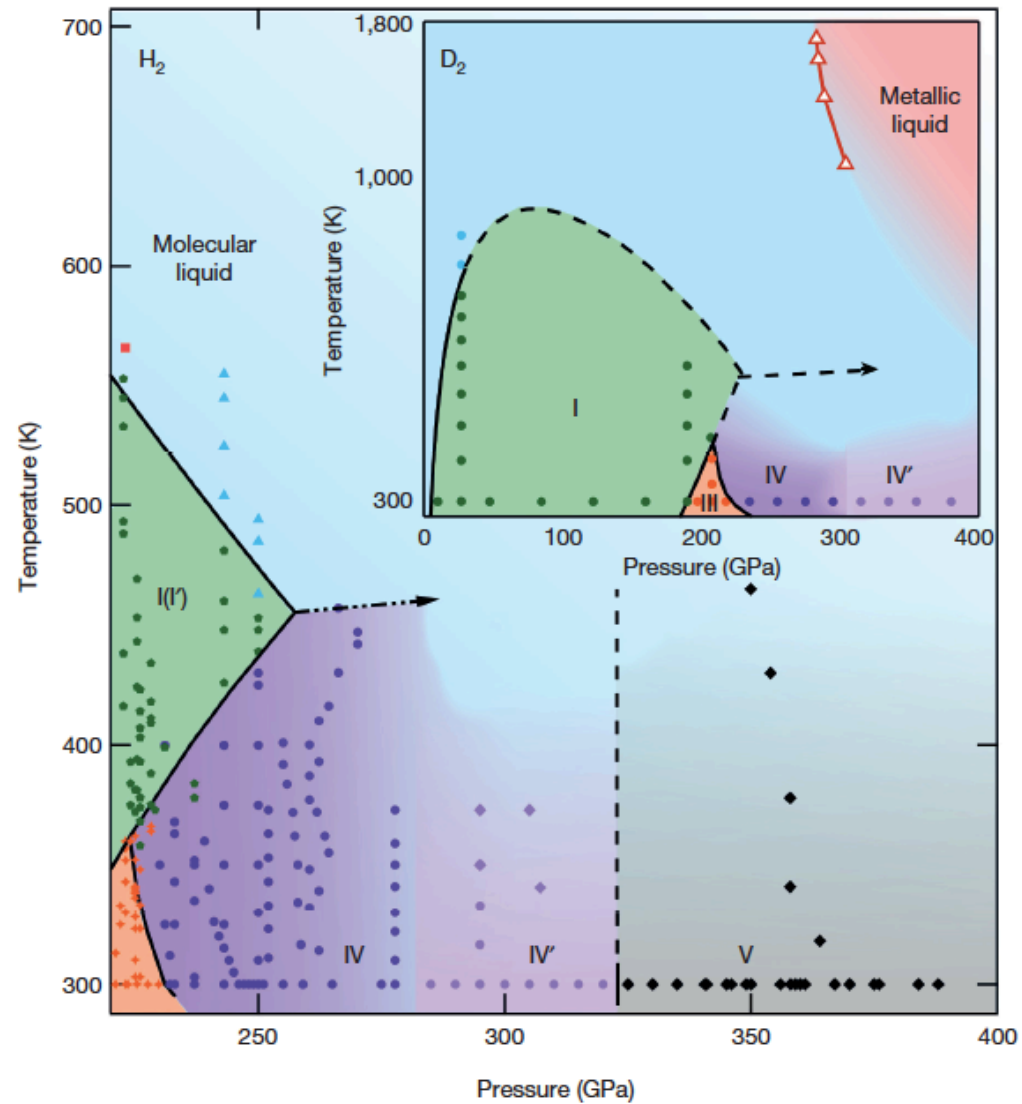 700
H2
1,800
D2
Metallic
liquid
Temperature (K)
1,000
Molecular
liquid
600
I
IV
IV′
III
300
0
100
200
300
400
Pressure (GPa)
500
I(I′)
Temperature (K)
400
IV
IV′
V
300
250
300
350
400
Pressure (GPa)